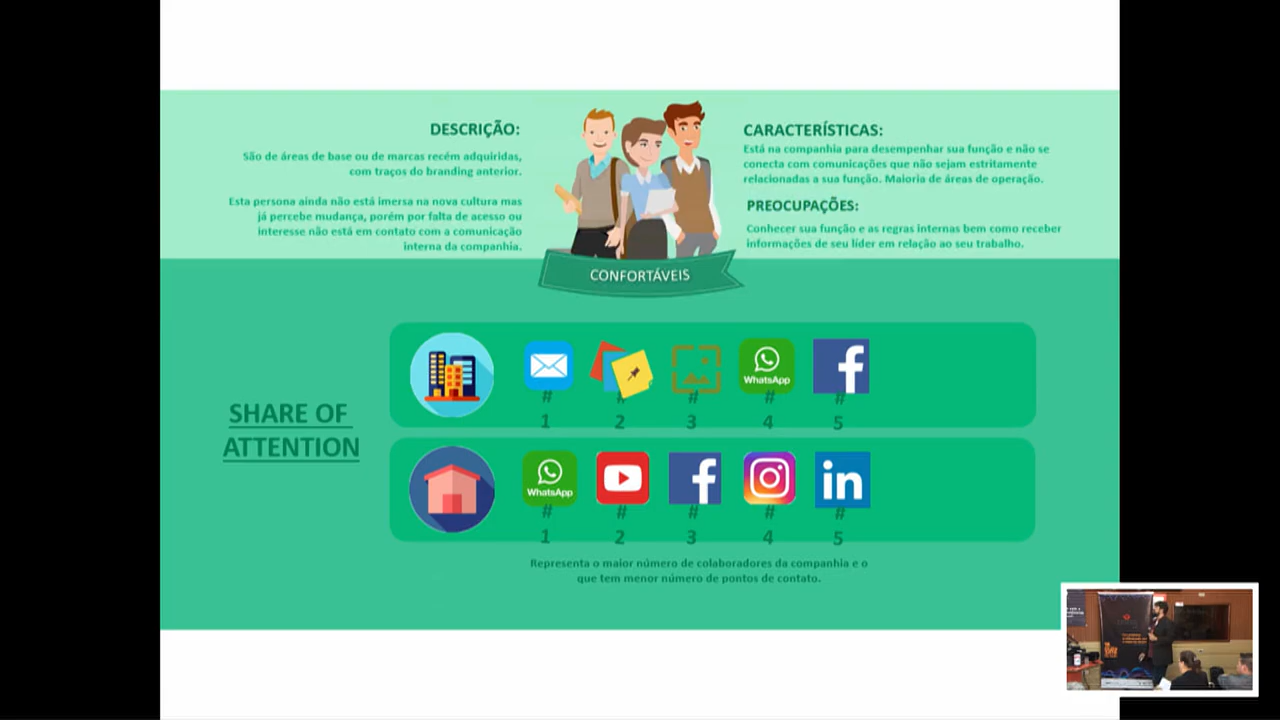 DESCRIÇÃO:
São de áreas de base ou de marcas recém adquiridas,
com traços do branding anterior.
Esta persona ainda não está imersa na nova cultura mas
já percebe mudança, porém por falta de acesso ou
interesse não está em contato com a comunicação
interna da companhia.
CARACTERÍSTICAS:
Está na companhia para desempenhar sua função e não se
conecta com comunicações que não sejam estritamente
relacionadas a sua função. Maioria de áreas de operação.
PREOCUPAÇÕES:
Conhecer sua função e as regras internas bem como receber
informações de seu líder em relação ao seu trabalho.
CONFORTÁVEIS
SHARE OF
ATTENTION
WhatsApp
f
# # # # #
1 2 3 4 5
WhatsApp
f
in
# # # # #
1 2 3 4 5
Representa o maior número de colaboradores da companhia e o
que tem menor número de pontos de contato.